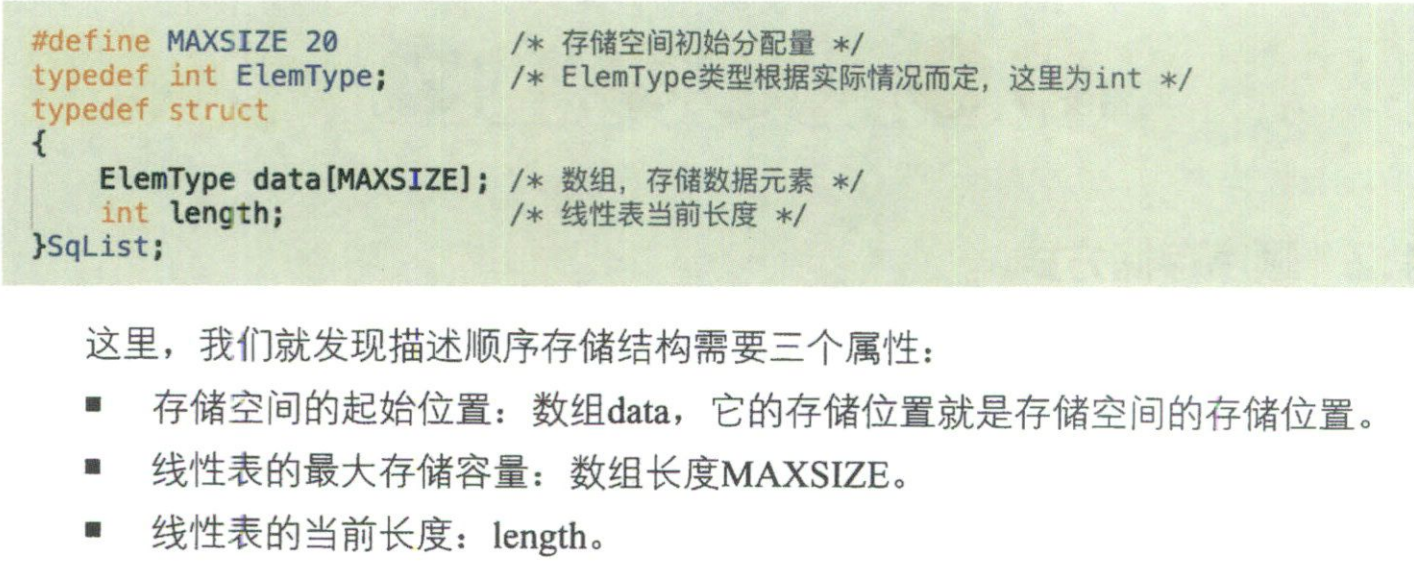 #define MAXSIZE 20 /* 存储空间初始分配量 */
typedef int ElemType; /* ElemType类型根据实际情况而定，这里为int */
typedef struct
{
ElemType data[MAXSIZE]; /* 数组，存储数据元素 */
int length; /* 线性表当前长度 */
}SqList;
这里，我们就发现描述顺序存储结构需要三个属性：
■ 存储空间的起始位置：数组data，它的存储位置就是存储空间的存储位置。
■ 线性表的最大存储容量：数组长度MAXSIZE。
■ 线性表的当前长度：length。